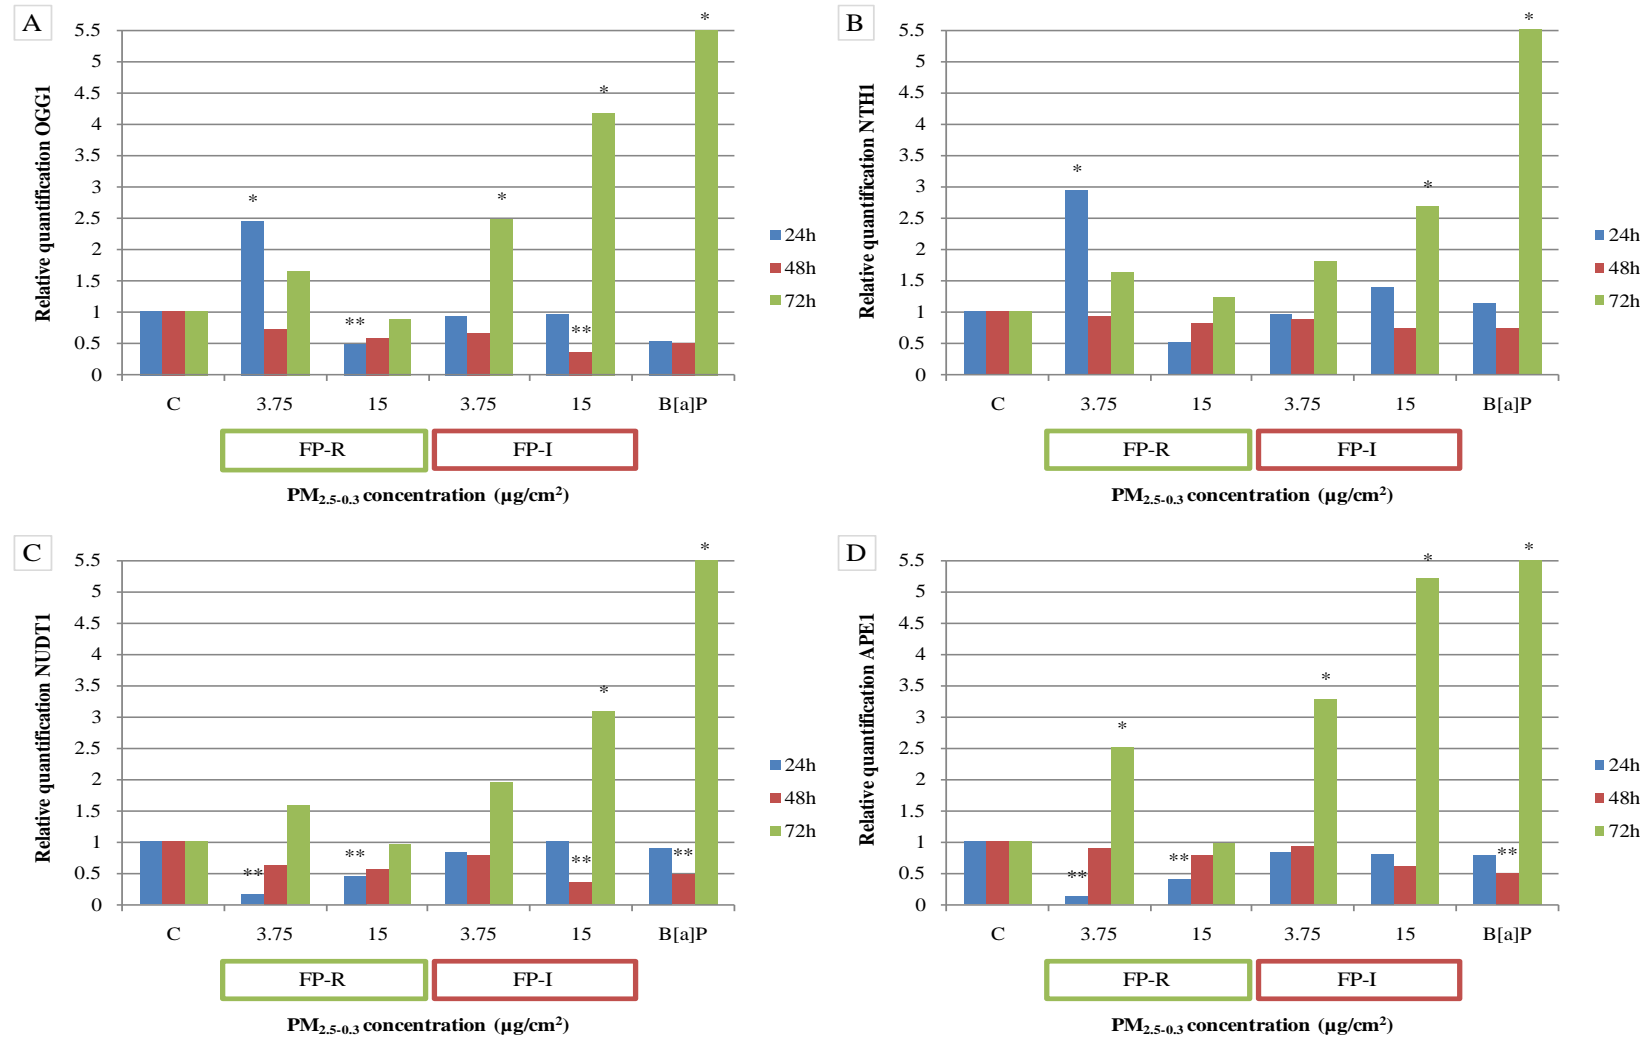 A
Relative quantification OGG1
5.5
5
4.5
4
3.5
3
2.5
2
1.5
1
0.5
0
*
**
*
**
*
*
24h
48h
72h
C 3.75 15 3.75 15 B[a]P
FP-R FP-I
PM2.5-0.3 concentration (µg/cm²)
B
Relative quantification NTH1
5.5
5
4.5
4
3.5
3
2.5
2
1.5
1
0.5
0
*
*
*
24h
48h
72h
C 3.75 15 3.75 15 B[a]P
FP-R FP-I
PM2.5-0.3 concentration (µg/cm²)
C
Relative quantification NUDT1
5.5
5
4.5
4
3.5
3
2.5
2
1.5
1
0.5
0
**
**
**
*
**
*
24h
48h
72h
C 3.75 15 3.75 15 B[a]P
FP-R FP-I
PM2.5-0.3 concentration (µg/cm²)
D
Relative quantification APE1
5.5
5
4.5
4
3.5
3
2.5
2
1.5
1
0.5
0
**
*
**
*
*
**
*
24h
48h
72h
C 3.75 15 3.75 15 B[a]P
FP-R FP-I
PM2.5-0.3 concentration (µg/cm²)